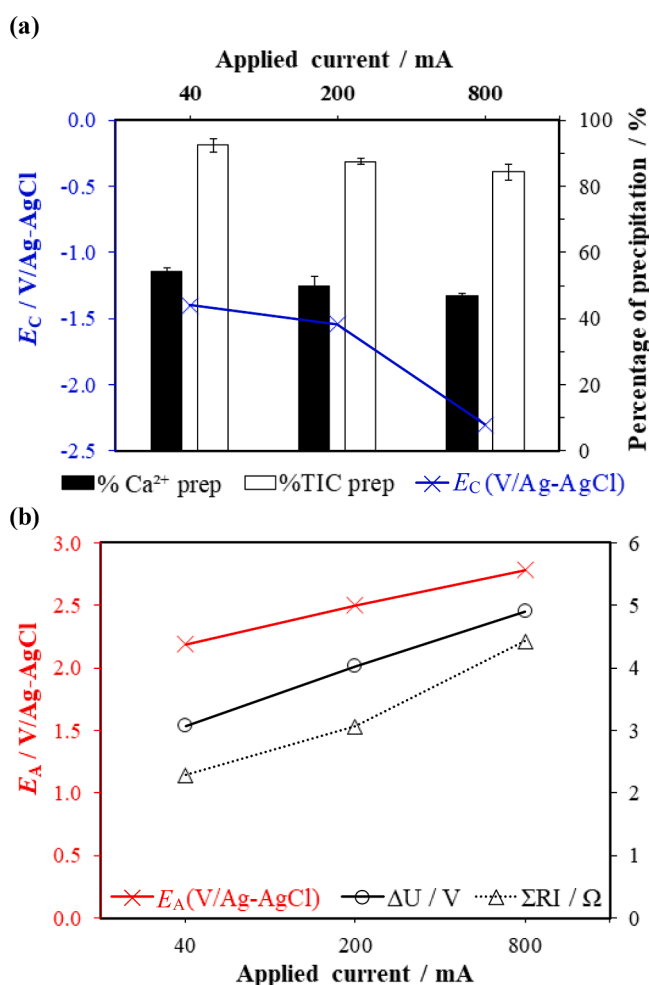 (a)
Applied current / mA
40 200 800
0.0 100
-0.5 80
-1.0 60
-1.5 40
-2.0 20
-2.5 0
E_C / V/Ag-AgCl
Percentage of precipitation / %
% Ca²⁺ prep %TIC prep E_C (V/Ag-AgCl)
(b)
3.0 6
2.5 5
2.0 4
1.5 3
1.0 2
0.5 1
0.0 0
E_A / V/Ag-AgCl
E_A(V/Ag-AgCl) ΔU / V ΣRI / Ω
40 200 800
Applied current / mA